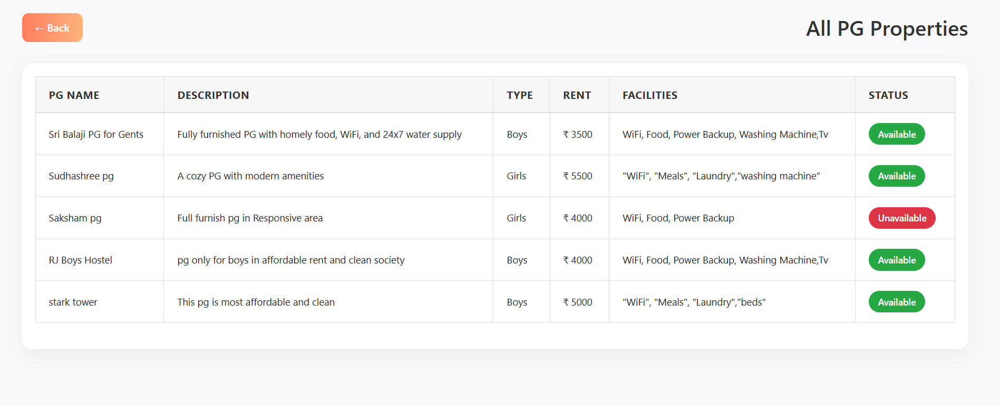 ← Back
All PG Properties
PG NAME DESCRIPTION TYPE RENT FACILITIES STATUS
Sri Balaji PG for Gents Fully furnished PG with homely food, WiFi, and 24x7 water supply Boys ₹ 3500 WiFi, Food, Power Backup, Washing Machine,Tv Available
Sudhashree pg A cozy PG with modern amenities Girls ₹ 5500 "WiFi", "Meals", "Laundry","washing machine" Available
Saksham pg Full furnish pg in Responsive area Girls ₹ 4000 WiFi, Food, Power Backup Unavailable
RJ Boys Hostel pg only for boys in affordable rent and clean society Boys ₹ 4000 WiFi, Food, Power Backup, Washing Machine,Tv Available
stark tower This pg is most affordable and clean Boys ₹ 5000 "WiFi", "Meals", "Laundry","beds" Available